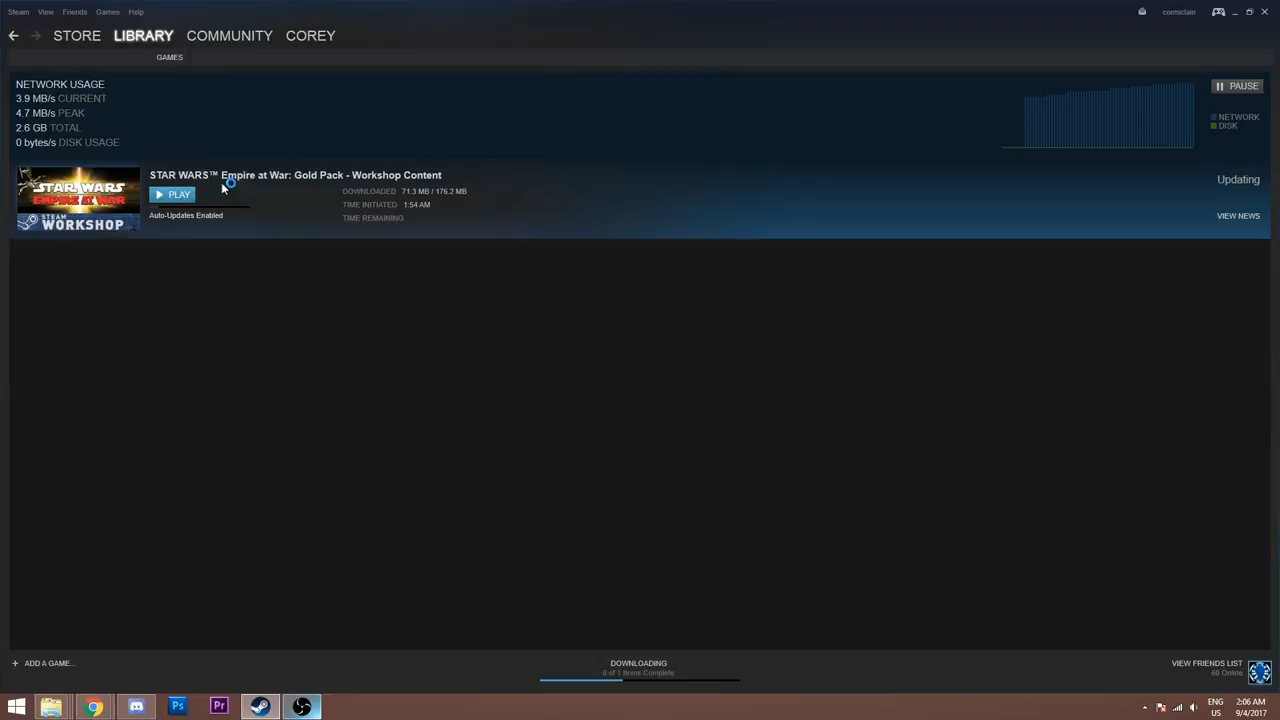 Steam View Friends Games Help
cormiclain
STORE LIBRARY COMMUNITY COREY
GAMES
NETWORK USAGE
3.9 MB/s CURRENT
4.7 MB/s PEAK
2.6 GB TOTAL
0 bytes/s DISK USAGE
PAUSE
NETWORK
DISK
STAR WARS
EMPIRE AT WAR
STEAM
WORKSHOP
STAR WARS™ Empire at War: Gold Pack - Workshop Content
PLAY
Auto-Updates Enabled
DOWNLOADED 71.3 MB / 176.2 MB
TIME INITIATED 1:54 AM
TIME REMAINING
Updating
VIEW NEWS
+ ADD A GAME...
DOWNLOADING
0 of 1 Items Complete
VIEW FRIENDS LIST
60 Online
Ps
Pr
ENG
US
2:06 AM
9/4/2017